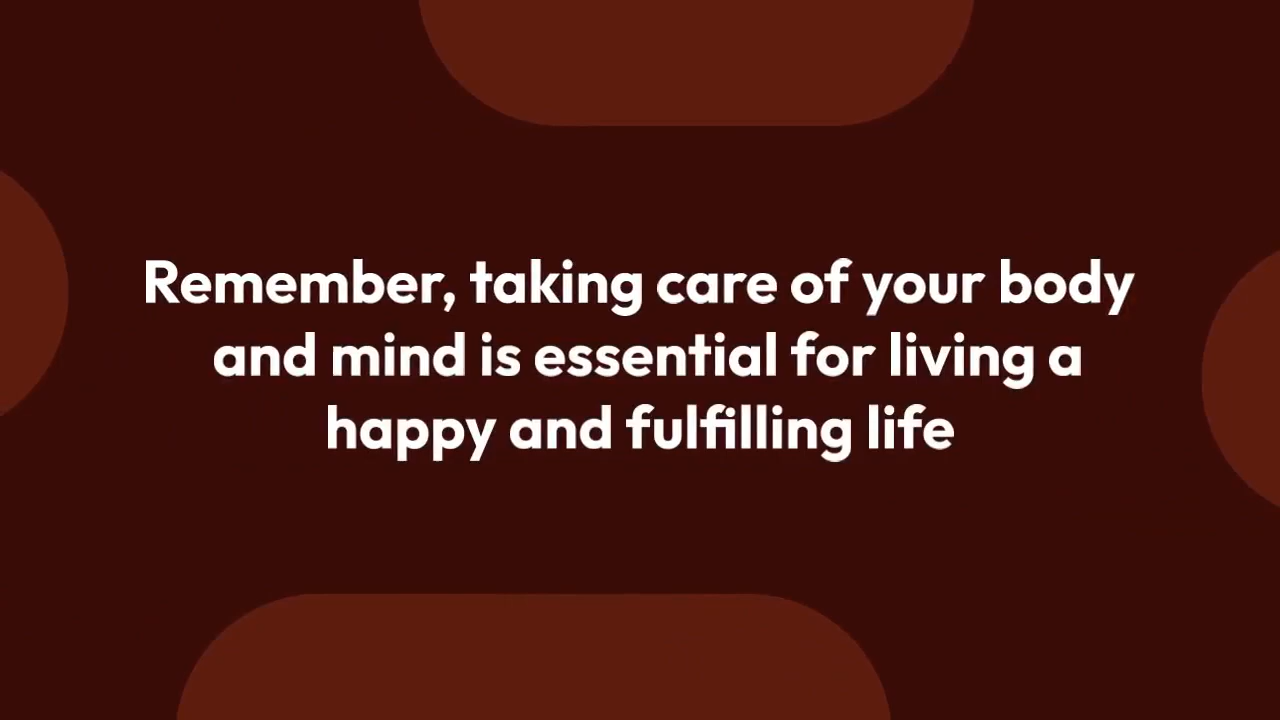 Remember, taking care of your body
and mind is essential for living a
happy and fulfilling life